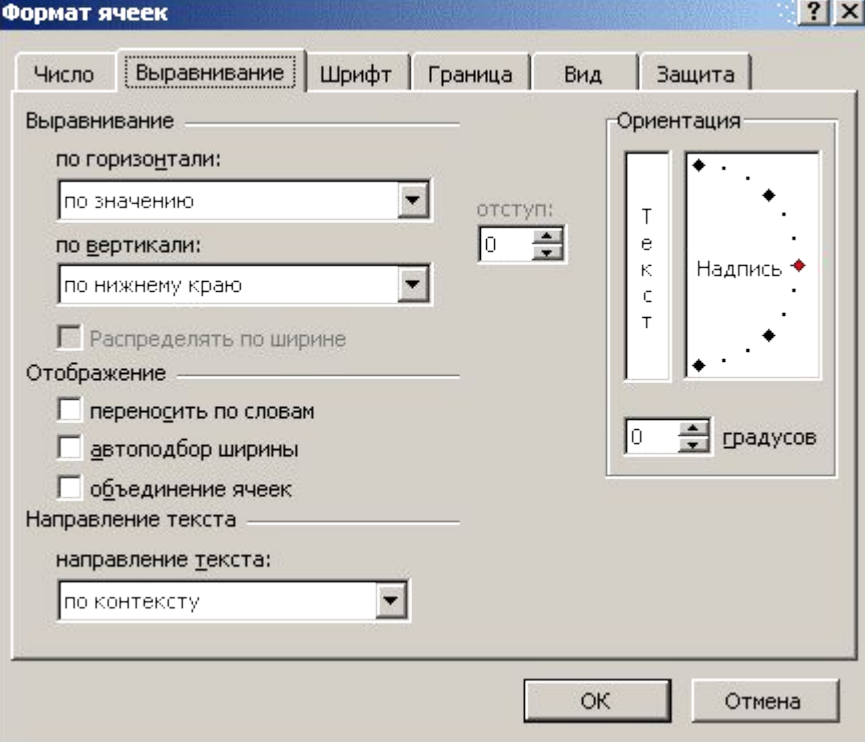 Формат ячеек
Число Выравнивание Шрифт Граница Вид Защита
Выравнивание
по горизонтали:
по значению
отступ:
0
по вертикали:
по нижнему краю
Распределять по ширине
Отображение
переносить по словам
автоподбор ширины
объединение ячеек
Направление текста
направление текста:
по контексту
Ориентация
Текст
Надпись
0 градусов
ОК Отмена